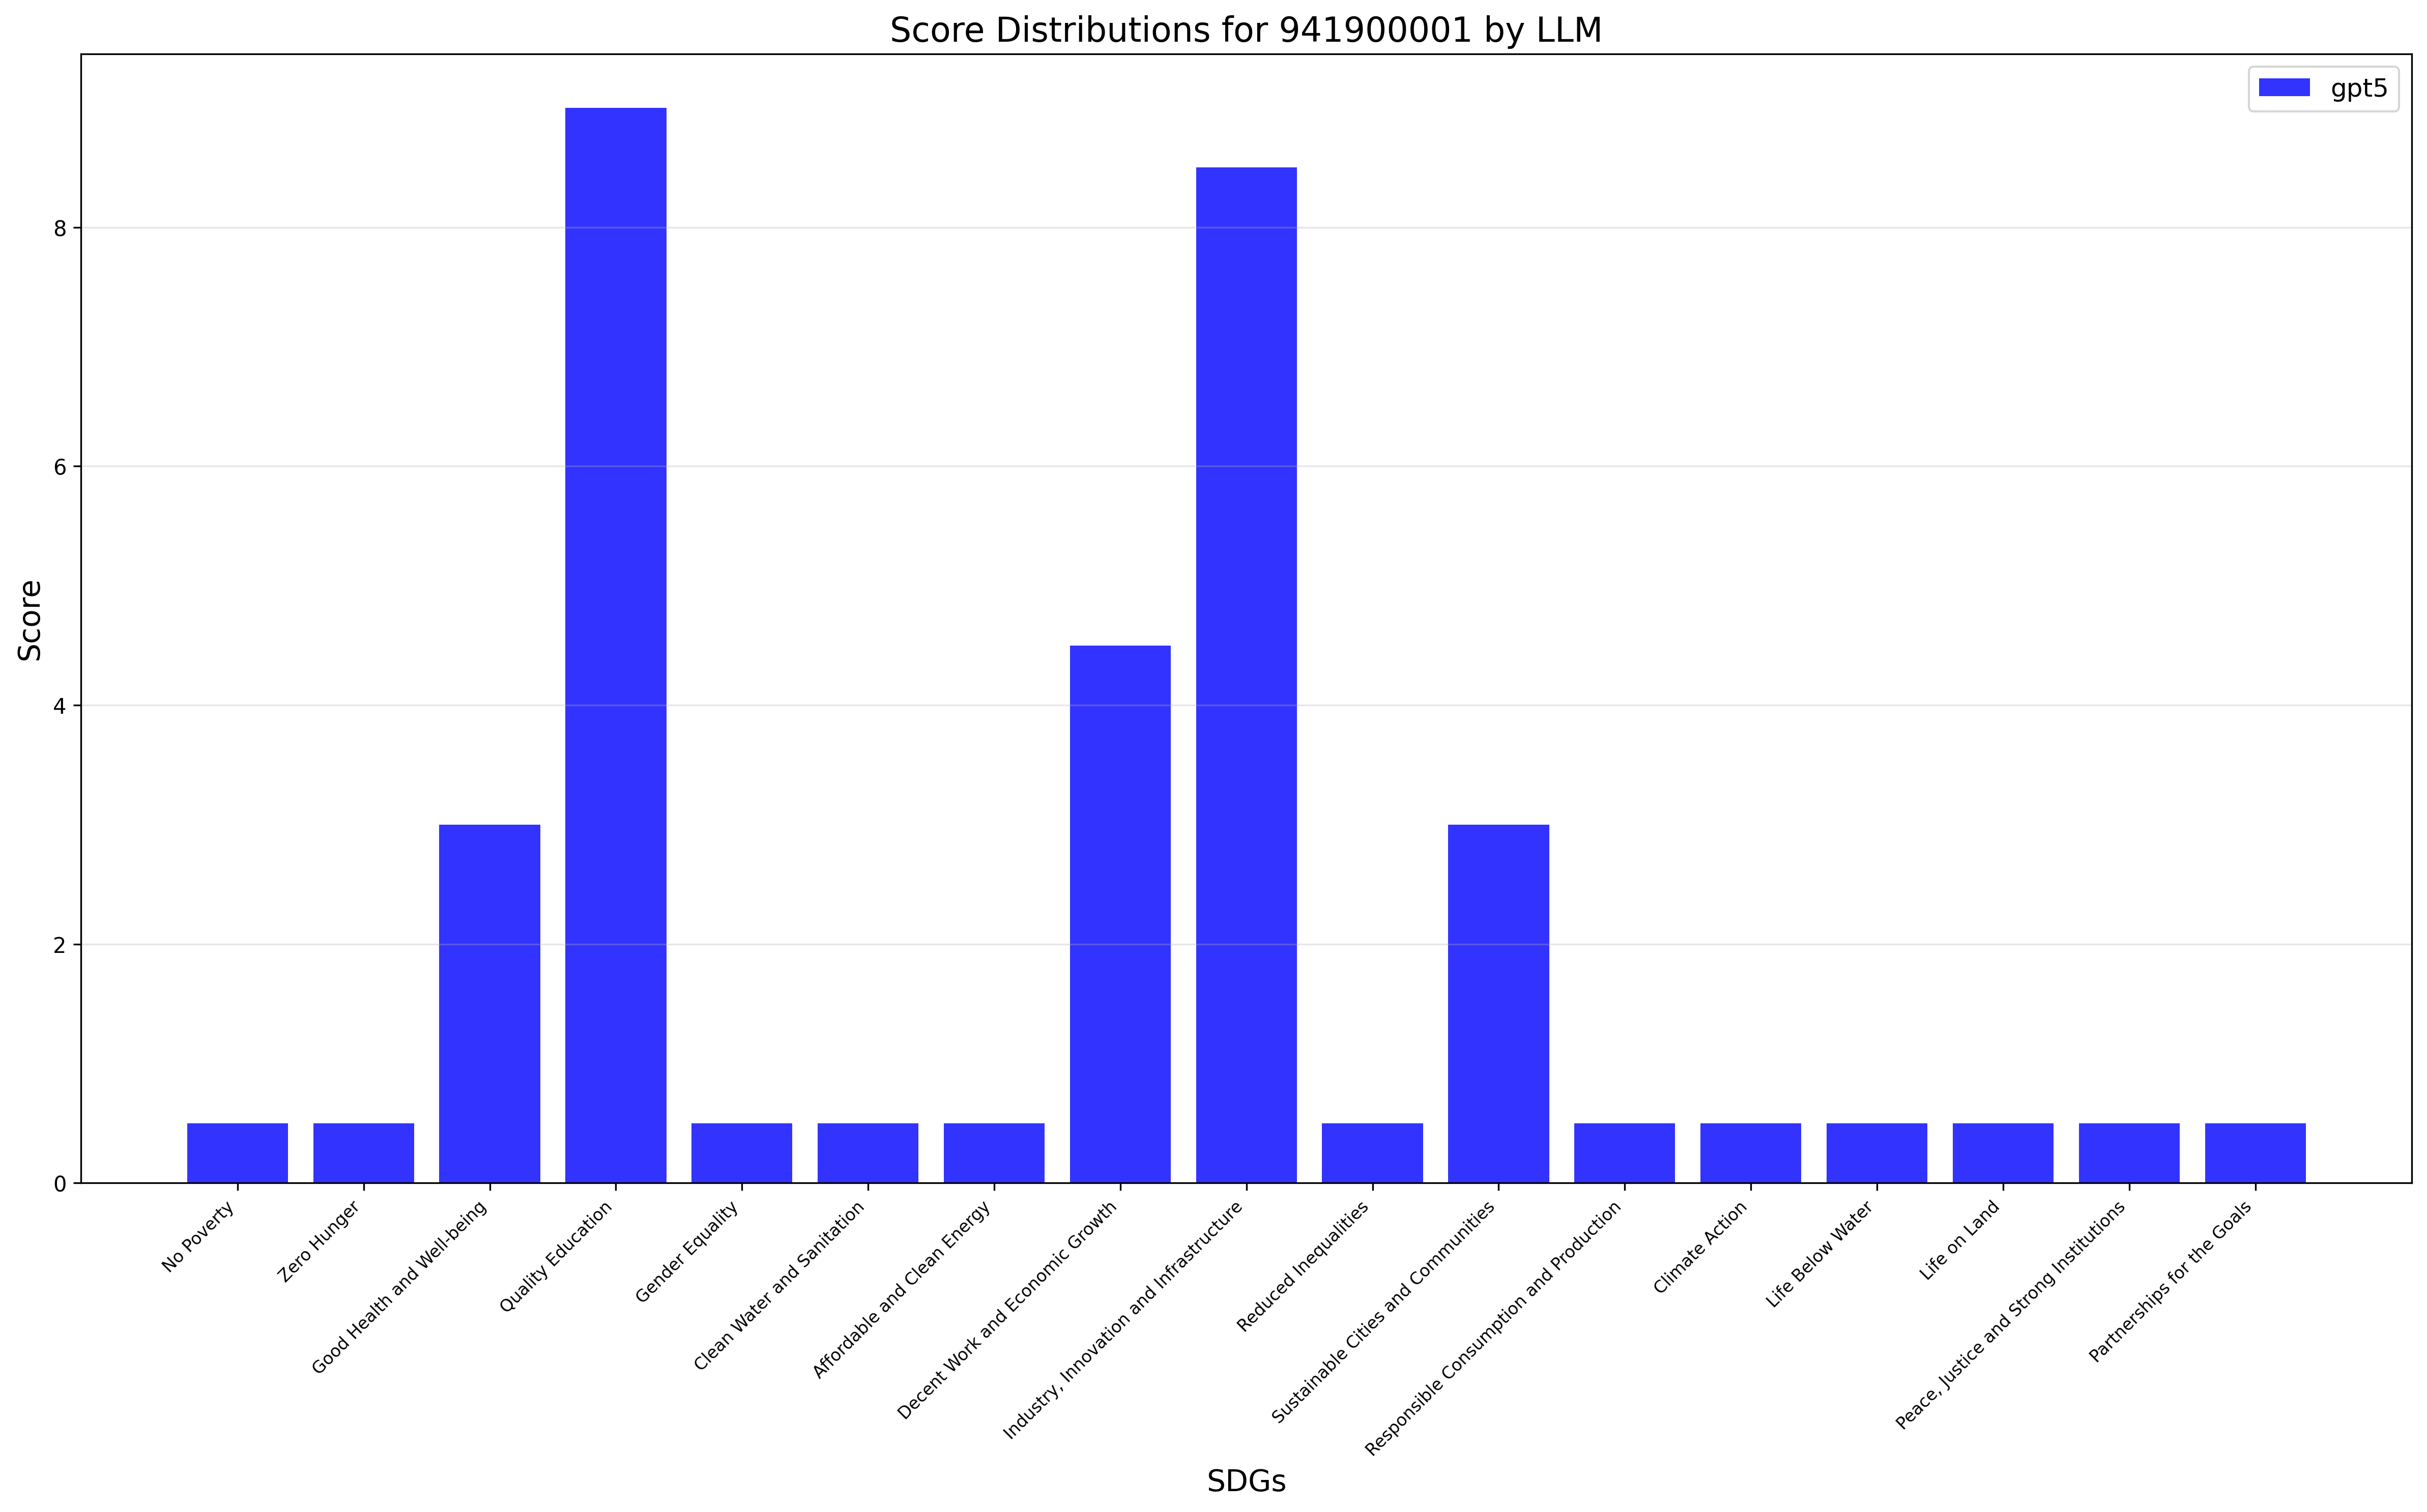 Score Distributions for 941900001 by LLM
gpt5
Score
8
6
4
2
0
No Poverty
Zero Hunger
Good Health and Well-being
Quality Education
Gender Equality
Clean Water and Sanitation
Affordable and Clean Energy
Decent Work and Economic Growth
Industry, Innovation and Infrastructure
Reduced Inequalities
Sustainable Cities and Communities
Responsible Consumption and Production
Climate Action
Life Below Water
Life on Land
Peace, Justice and Strong Institutions
Partnerships for the Goals
SDGs